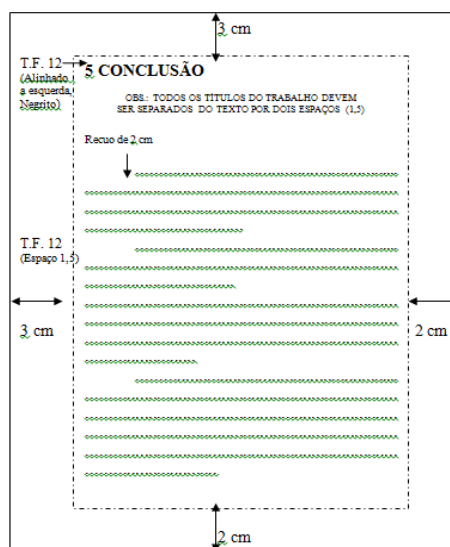 3 cm
T.F. 12
(Alinhado
a esquerda,
Negrito)
5 CONCLUSÃO
OBS.: TODOS OS TÍTULOS DO TRABALHO DEVEM
SER SEPARADOS DO TEXTO POR DOIS ESPAÇOS (1,5)
Recuo de 2 cm
T.F. 12
(Espaço 1,5)
3 cm
2 cm
2 cm